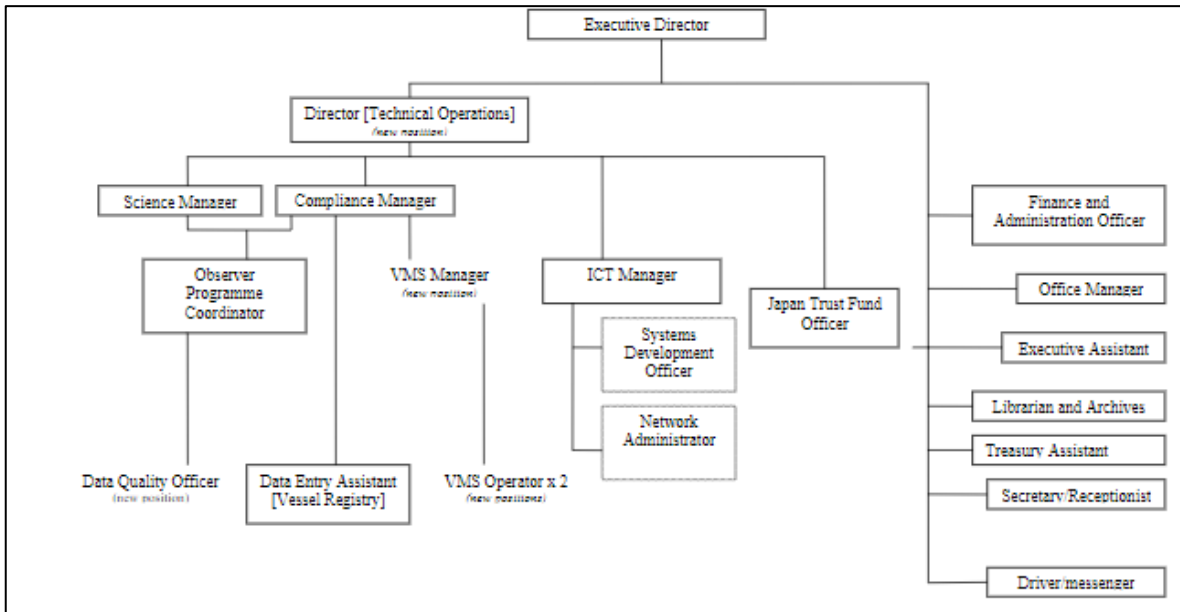 Executive Director
Director [Technical Operations]
(new position)
Science Manager
Compliance Manager
Finance and
Administration Officer
Observer
Programme
Coordinator
VMS Manager
(new position)
ICT Manager
Japan Trust Fund
Officer
Office Manager
Systems
Development
Officer
Executive Assistant
Network
Administrator
Librarian and Archives
Treasury Assistant
Data Quality Officer
(new position)
Data Entry Assistant
[Vessel Registry]
VMS Operator x 2
(new positions)
Secretary/Receptionist
Driver/messenger